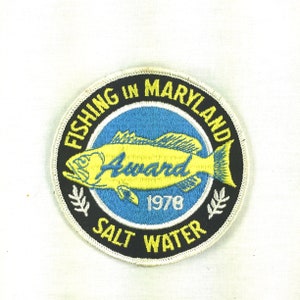 FISHING IN MARYLAND
Award
1978
SALT WATER